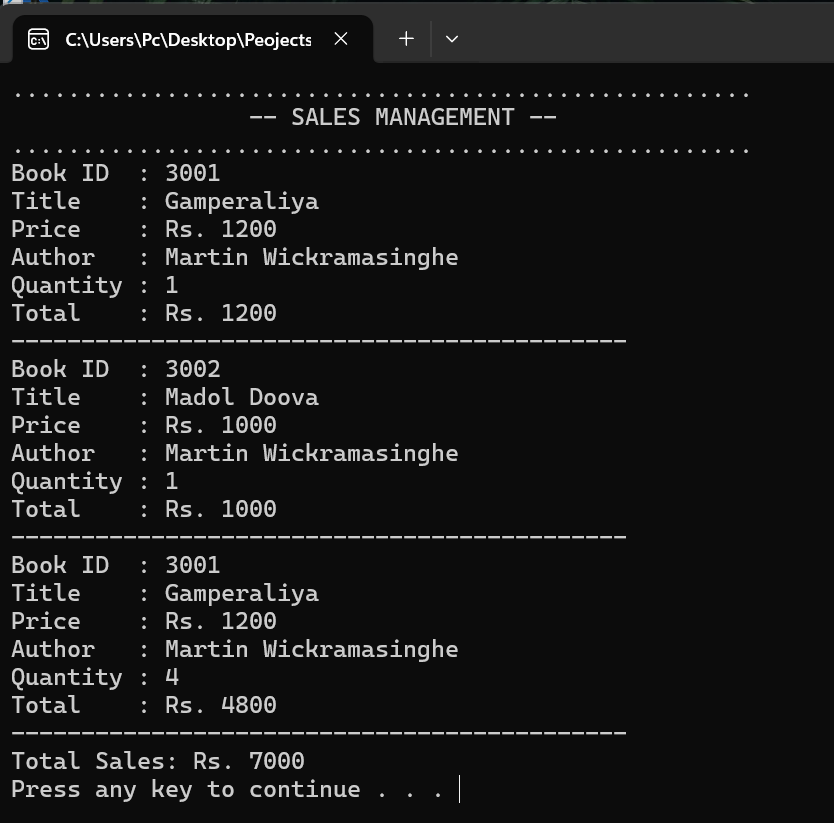 C:\Users\Pc\Desktop\Peojects
.....................................................
-- SALES MANAGEMENT --
.....................................................
Book ID  : 3001
Title    : Gamperaliya
Price    : Rs. 1200
Author   : Martin Wickramasinghe
Quantity : 1
Total    : Rs. 1200
--------------------------------------------
Book ID  : 3002
Title    : Madol Doova
Price    : Rs. 1000
Author   : Martin Wickramasinghe
Quantity : 1
Total    : Rs. 1000
--------------------------------------------
Book ID  : 3001
Title    : Gamperaliya
Price    : Rs. 1200
Author   : Martin Wickramasinghe
Quantity : 4
Total    : Rs. 4800
--------------------------------------------
Total Sales: Rs. 7000
Press any key to continue . . .